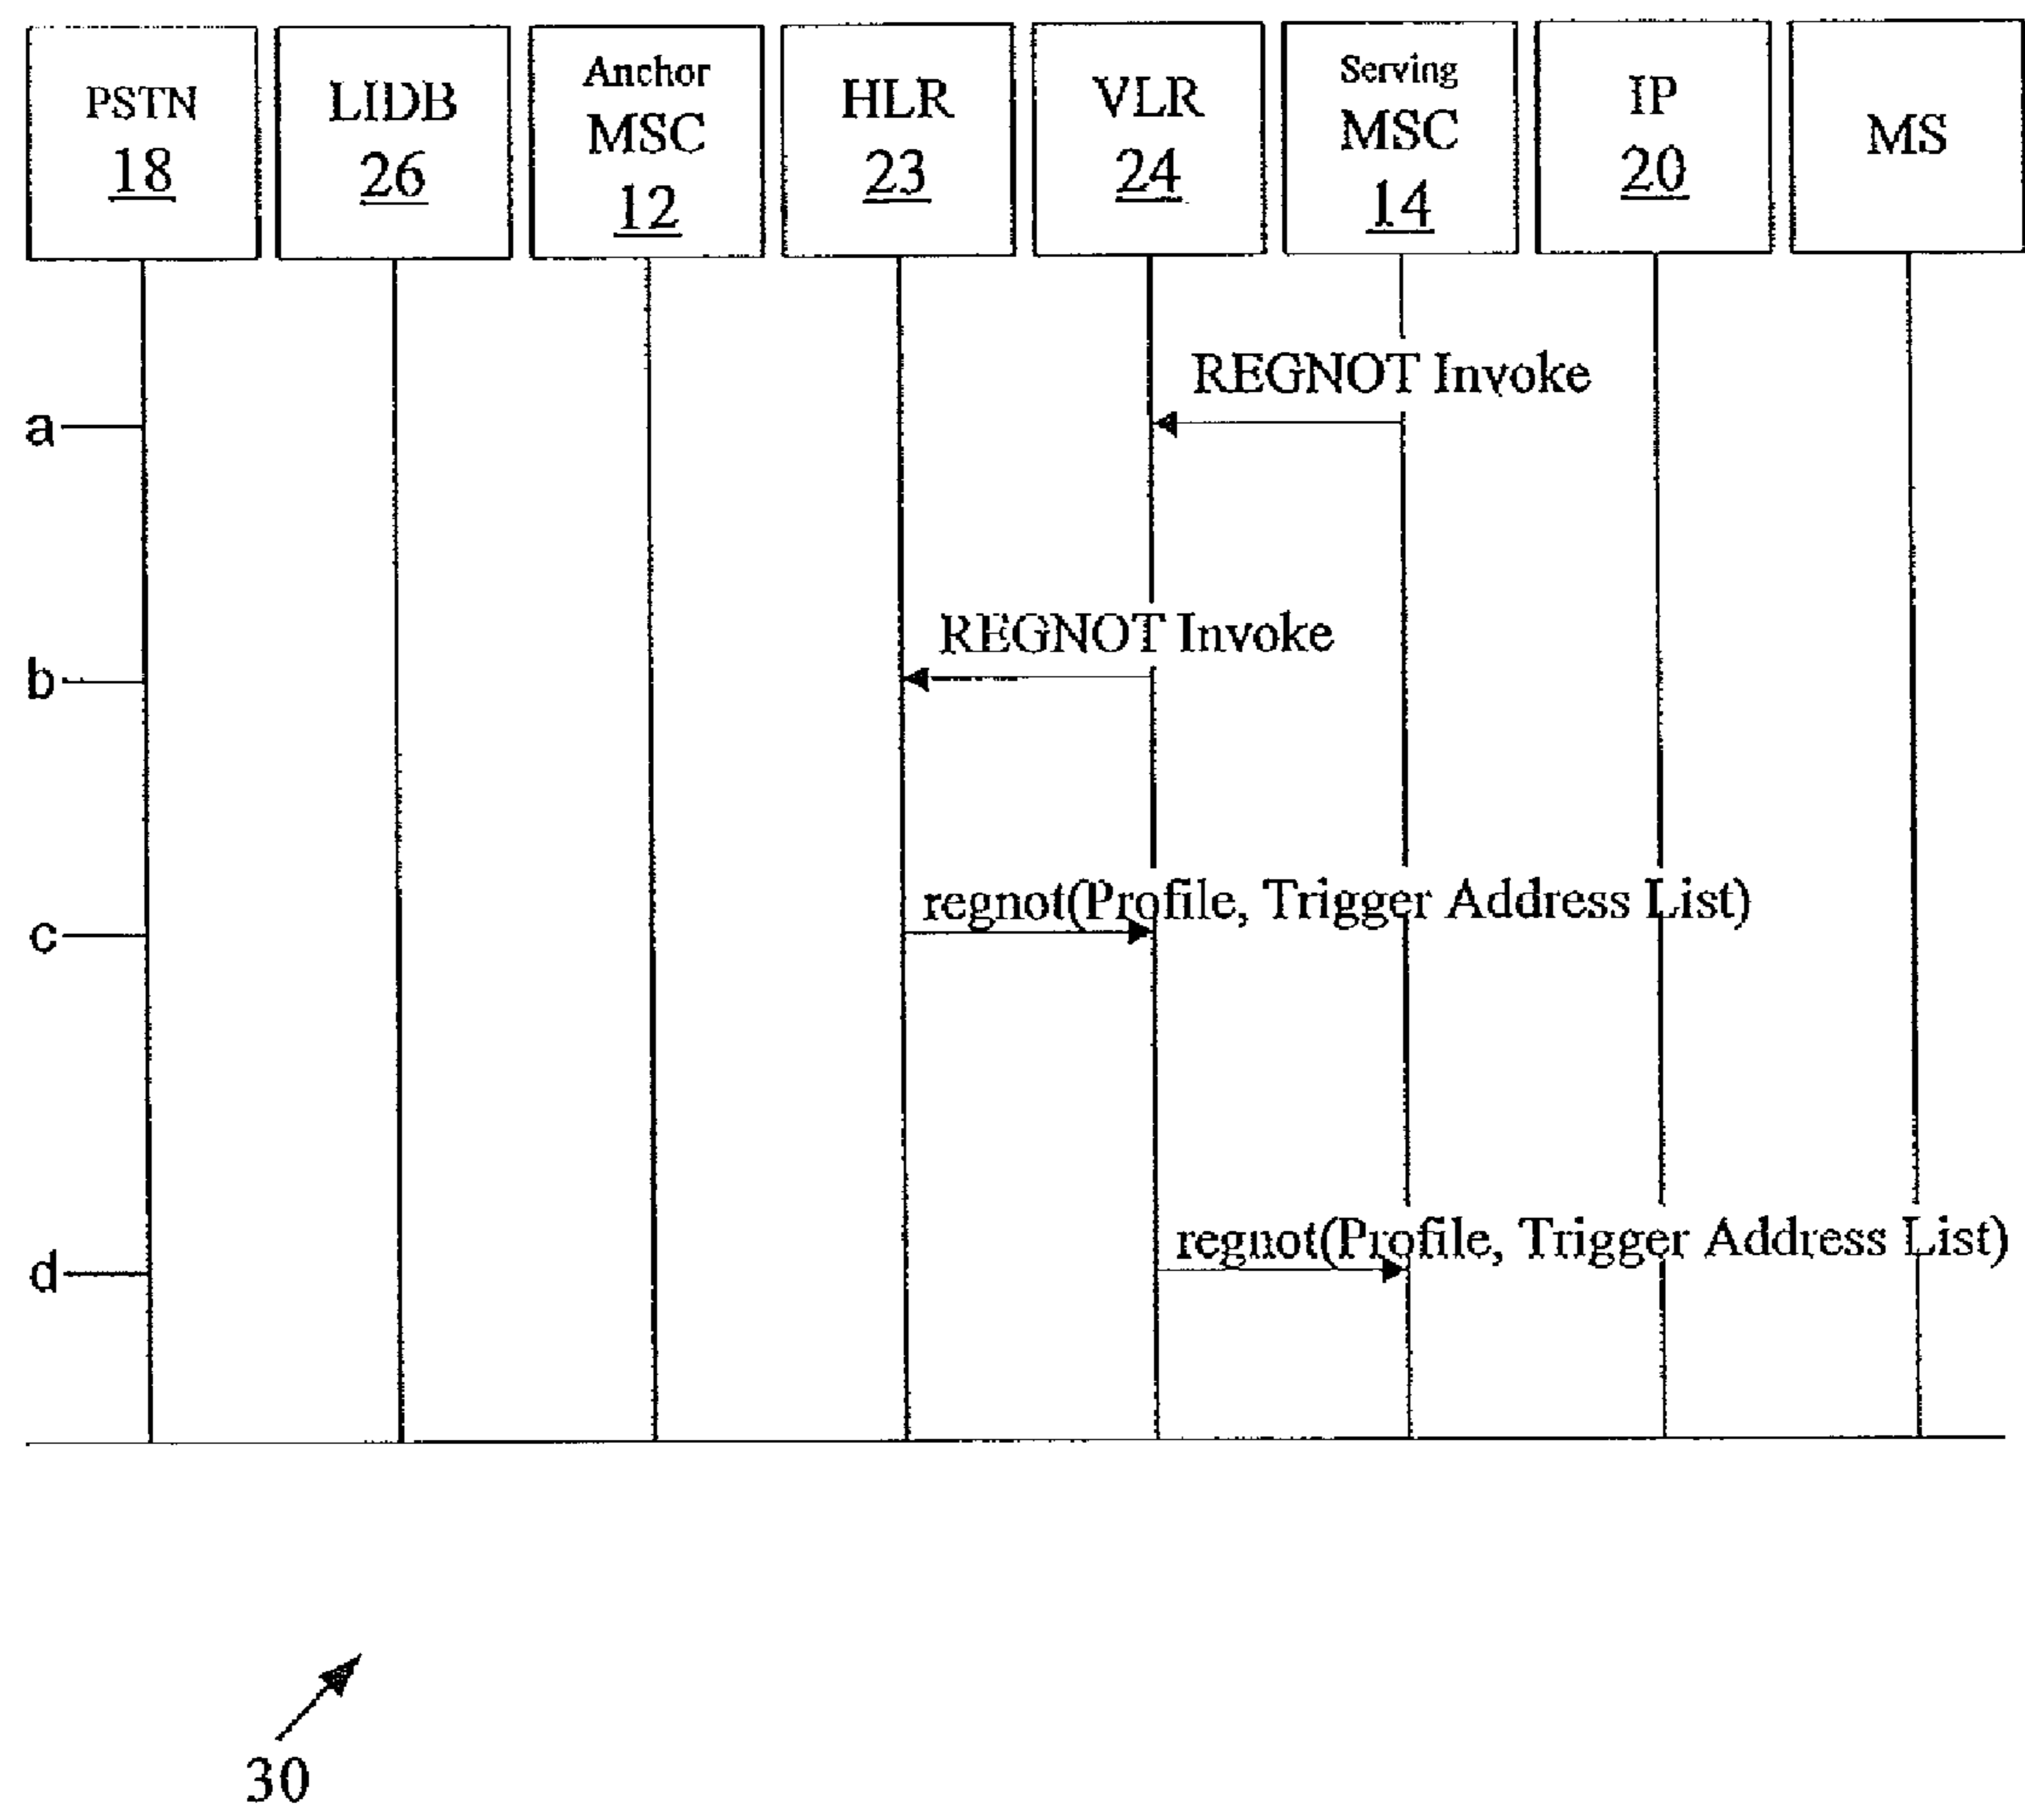 PSTN
18
LIDB
26
Anchor
MSC
12
HLR
23
VLR
24
Serving
MSC
14
IP
20
MS
REGNOT Invoke
a
REGNOT Invoke
b
regnot(Profile, Trigger Address List)
c
regnot(Profile, Trigger Address List)
d
30